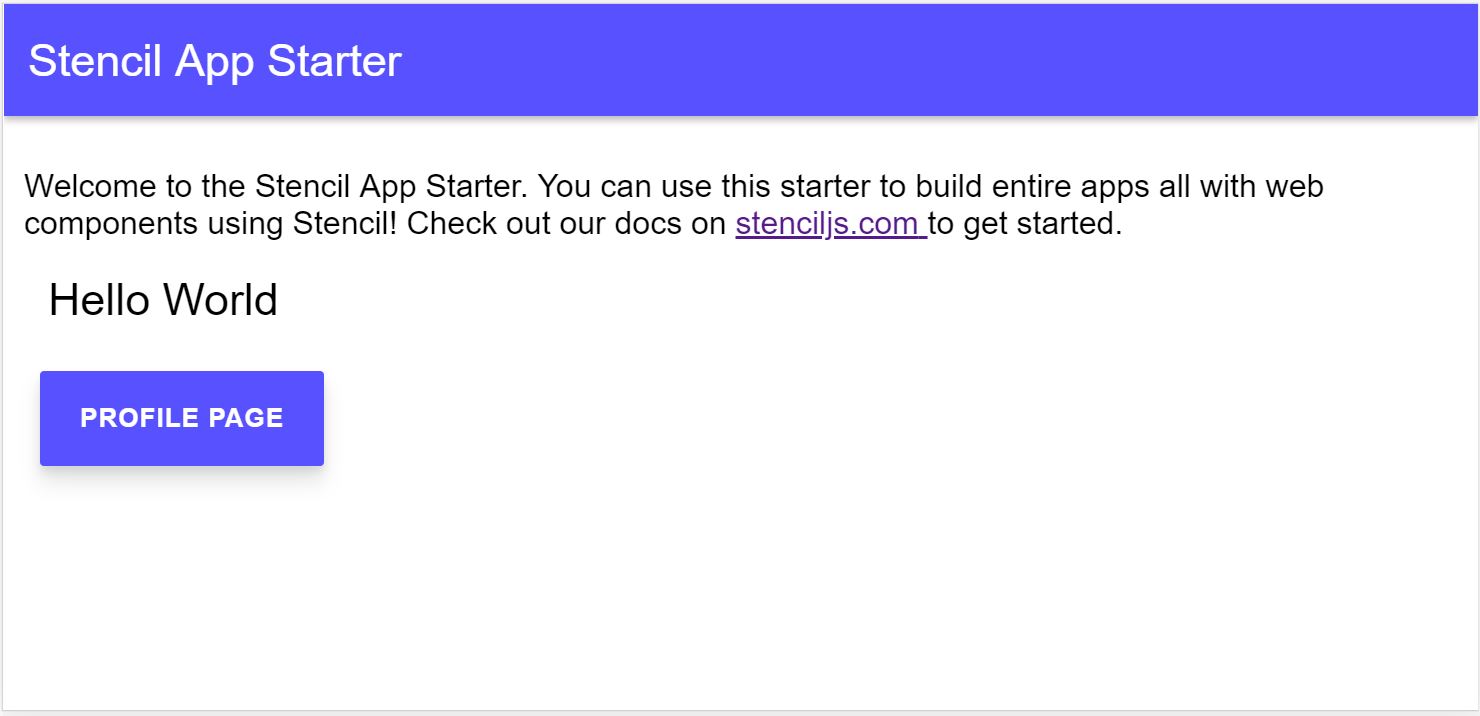 Stencil App Starter
Welcome to the Stencil App Starter. You can use this starter to build entire apps all with web
components using Stencil! Check out our docs on stenciljs.com to get started.
Hello World
PROFILE PAGE